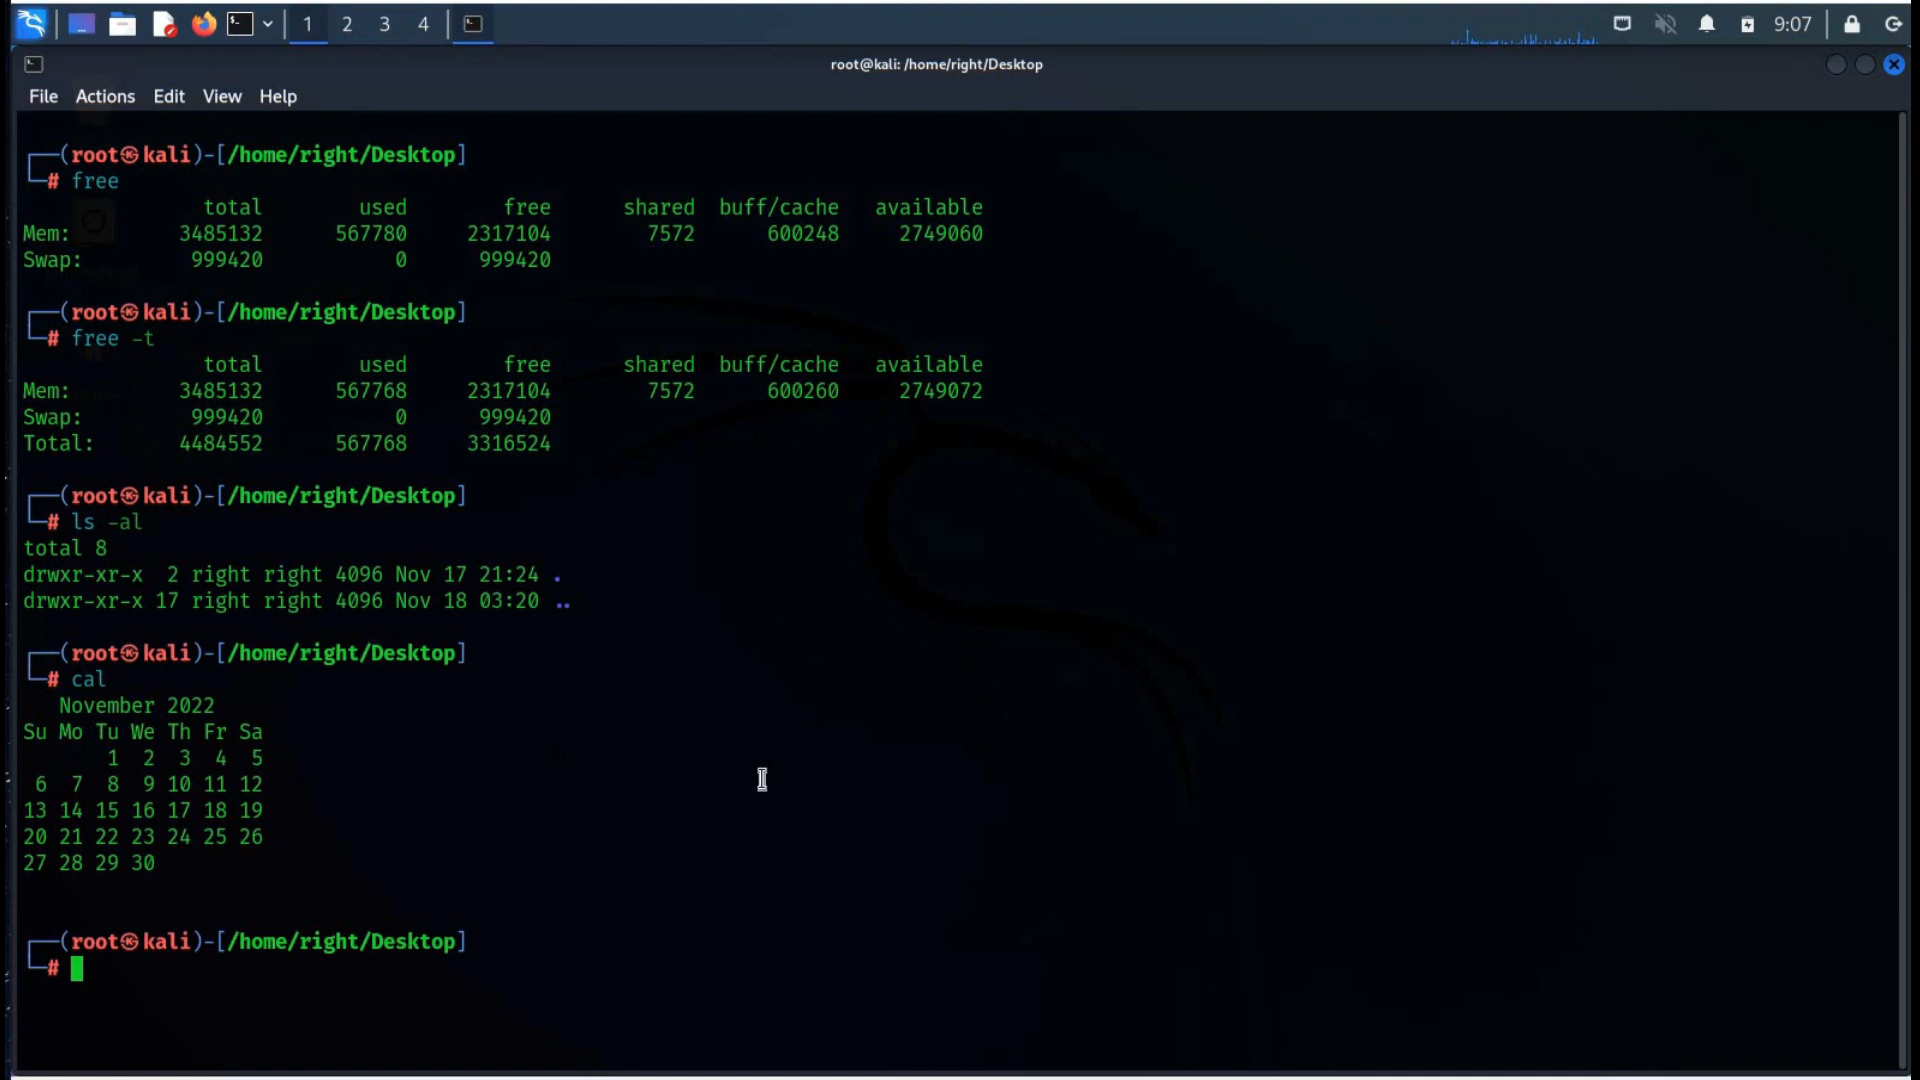 1 2 3 4 9:07
root@kali: /home/right/Desktop
File Actions Edit View Help
┌──(root㉿kali)-[/home/right/Desktop]
└─# free
total used free shared buff/cache available
Mem: 3485132 567780 2317104 7572 600248 2749060
Swap: 999420 0 999420
┌──(root㉿kali)-[/home/right/Desktop]
└─# free -t
total used free shared buff/cache available
Mem: 3485132 567768 2317104 7572 600260 2749072
Swap: 999420 0 999420
Total: 4484552 567768 3316524
┌──(root㉿kali)-[/home/right/Desktop]
└─# ls -al
total 8
drwxr-xr-x 2 right right 4096 Nov 17 21:24 .
drwxr-xr-x 17 right right 4096 Nov 18 03:20 ..
┌──(root㉿kali)-[/home/right/Desktop]
└─# cal
November 2022
Su Mo Tu We Th Fr Sa
1 2 3 4 5
6 7 8 9 10 11 12
13 14 15 16 17 18 19
20 21 22 23 24 25 26
27 28 29 30
┌──(root㉿kali)-[/home/right/Desktop]
└─#